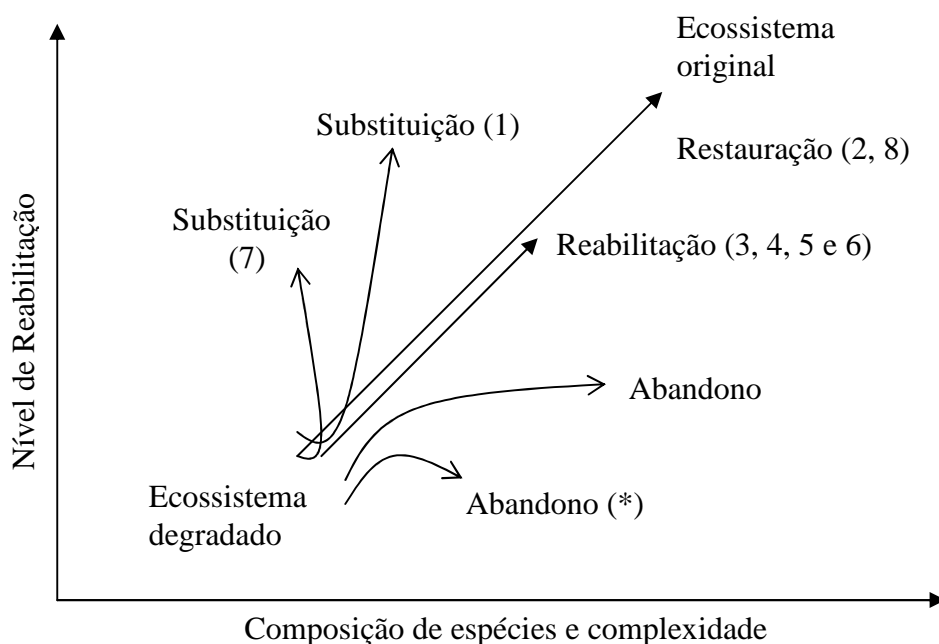 Ecossistema
original
Substituição (1)
Restauração (2, 8)
Substituição
(7)
Reabilitação (3, 4, 5 e 6)
Nível de Reabilitação
Abandono
Ecossistema
degradado
Abandono (*)
Composição de espécies e complexidade